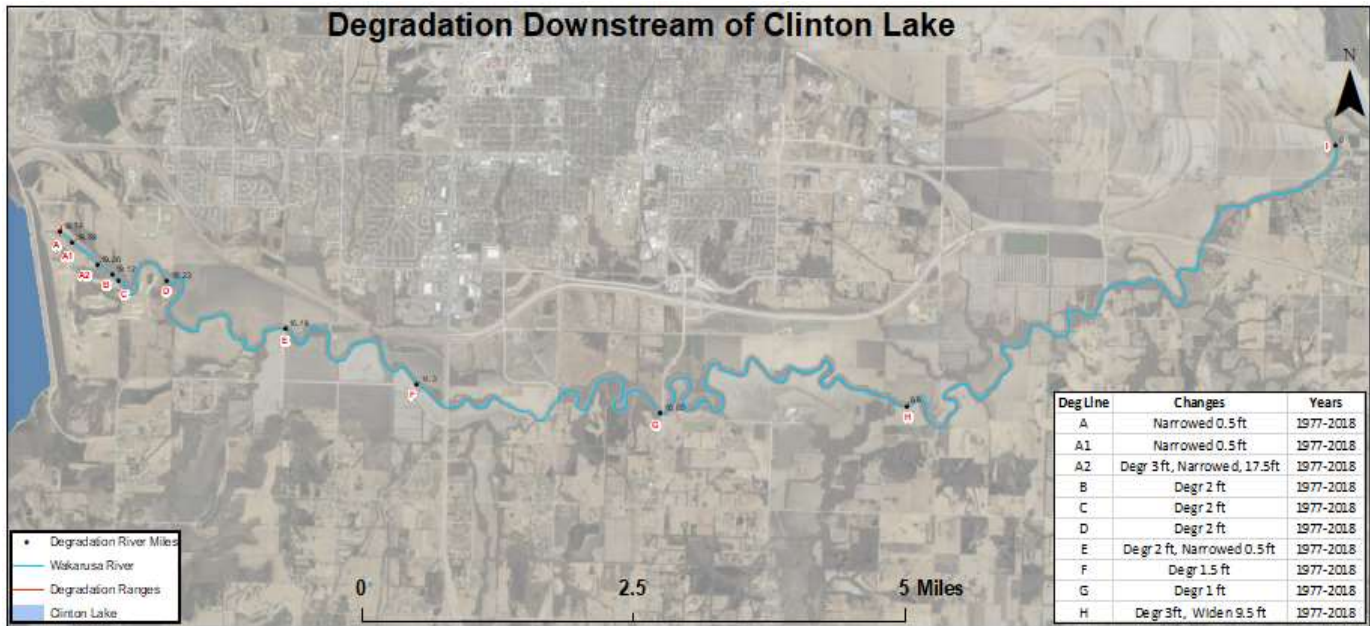 Degradation Downstream of Clinton Lake
N
I
A
A1
A2
B
C
D
E
F
G
H
Deg Line Changes Years
A Narrowed 0.5 ft 1977-2018
A1 Narrowed 0.5 ft 1977-2018
A2 Degr 3ft, Narrowed, 17.5ft 1977-2018
B Degr 2 ft 1977-2018
C Degr 2 ft 1977-2018
D Degr 2 ft 1977-2018
E Degr 2 ft, Narrowed 0.5ft 1977-2018
F Degr 1.5 ft 1977-2018
G Degr 1 ft 1977-2018
H Degr 3ft, Widen 9.5 ft 1977-2018
Degradation River Miles
Wakarusa River
Degradation Ranges
Clinton Lake
0 2.5 5 Miles